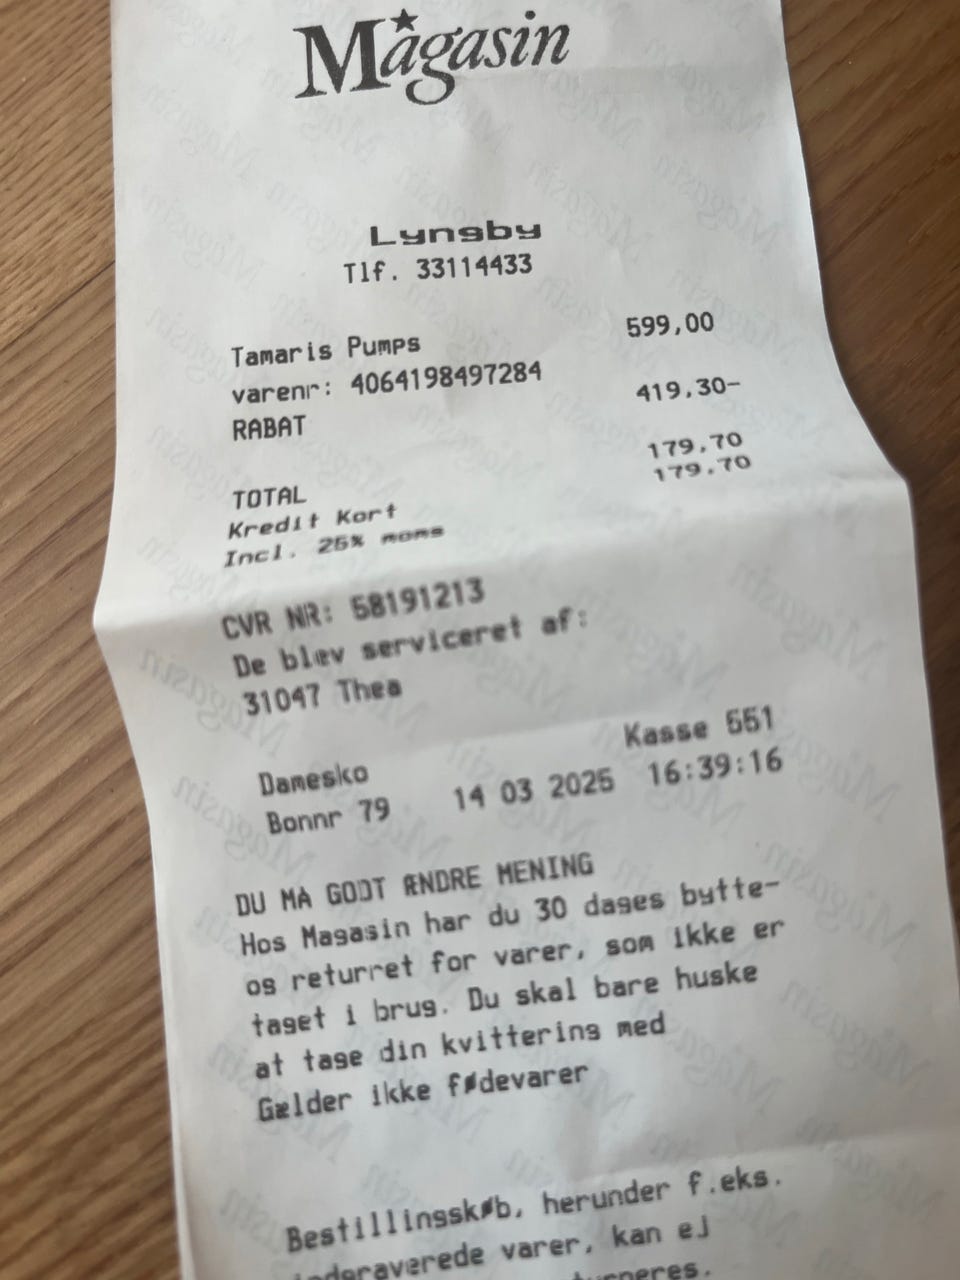 Magasin
Lyngby
Tlf. 33114433
Tamaris Pumps 599,00
varenr: 4064198497284
RABAT 419,30-
TOTAL 179,70
Kredit Kort 179,70
Incl. 25% moms
CVR NR: 58191213
De blev serviceret af:
31047 Thea
Damesko Kasse 551
Bonnr 79 14 03 2025 16:39:16
DU MA GODT ÆNDRE MENING
Hos Magasin har du 30 dages bytte-
og returret for varer, som ikke er
taget i brug. Du skal bare huske
at tage din kvittering med
Gælder ikke fødevarer
Bestillingskøb, herunder f.eks.
varer, kan ej